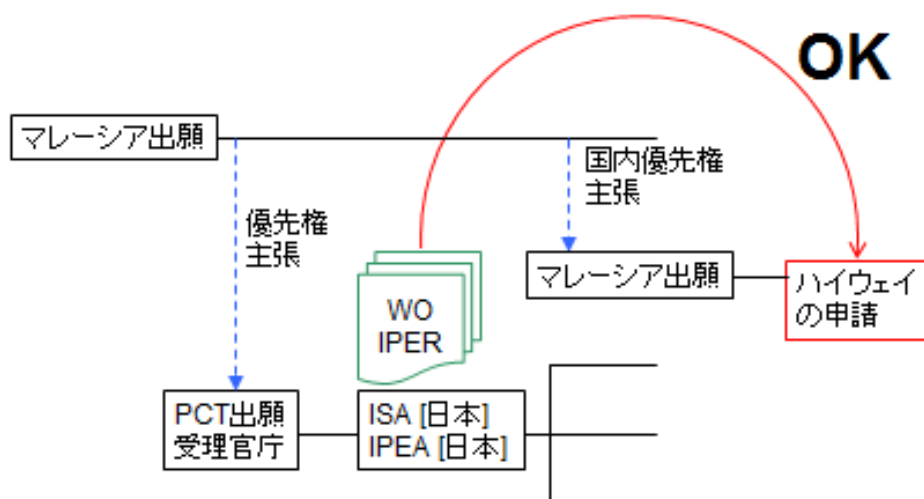 OK
マレーシア出願
国内優先権
主張
優先権
主張
マレーシア出願
ハイウェイ
の申請
WO
IPER
PCT出願
受理官庁
ISA [日本]
IPEA [日本]